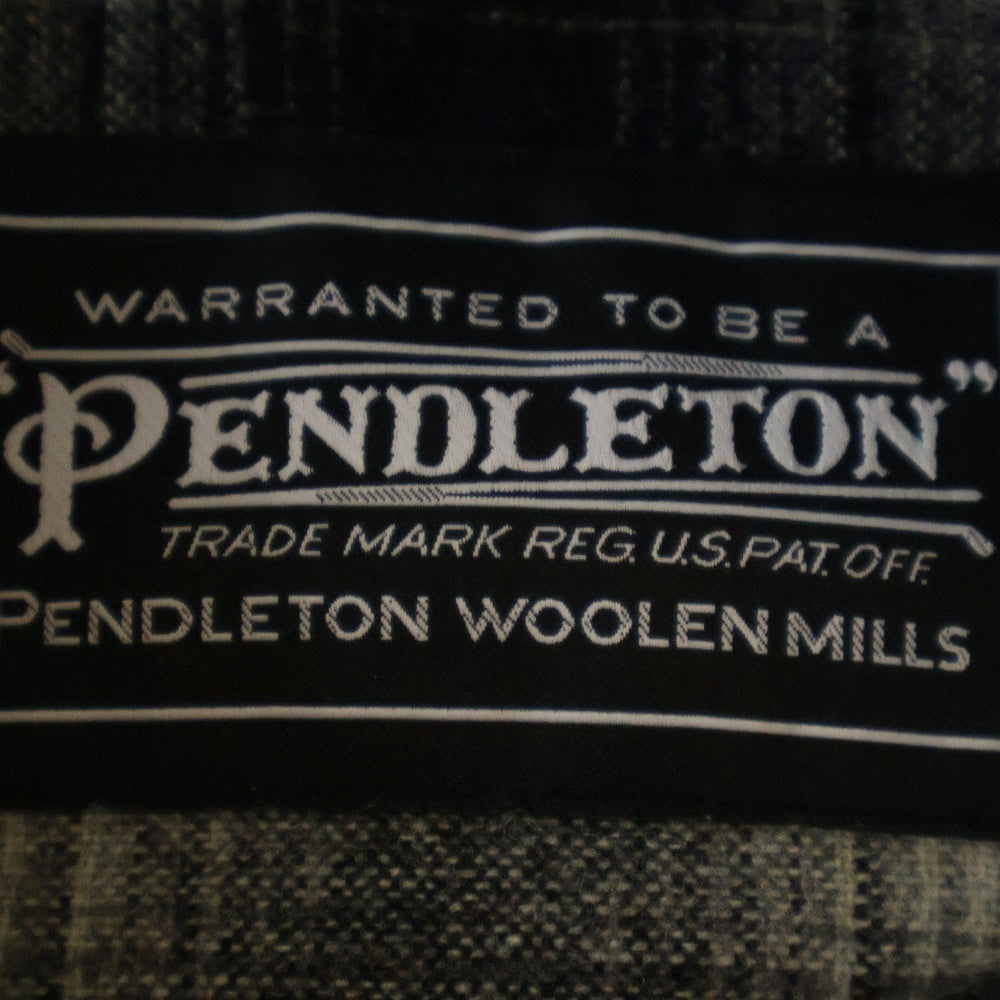 WARRANTED TO BE A
“PENDLETON”
TRADE MARK REG. U.S. PAT. OFF.
PENDLETON WOOLEN MILLS